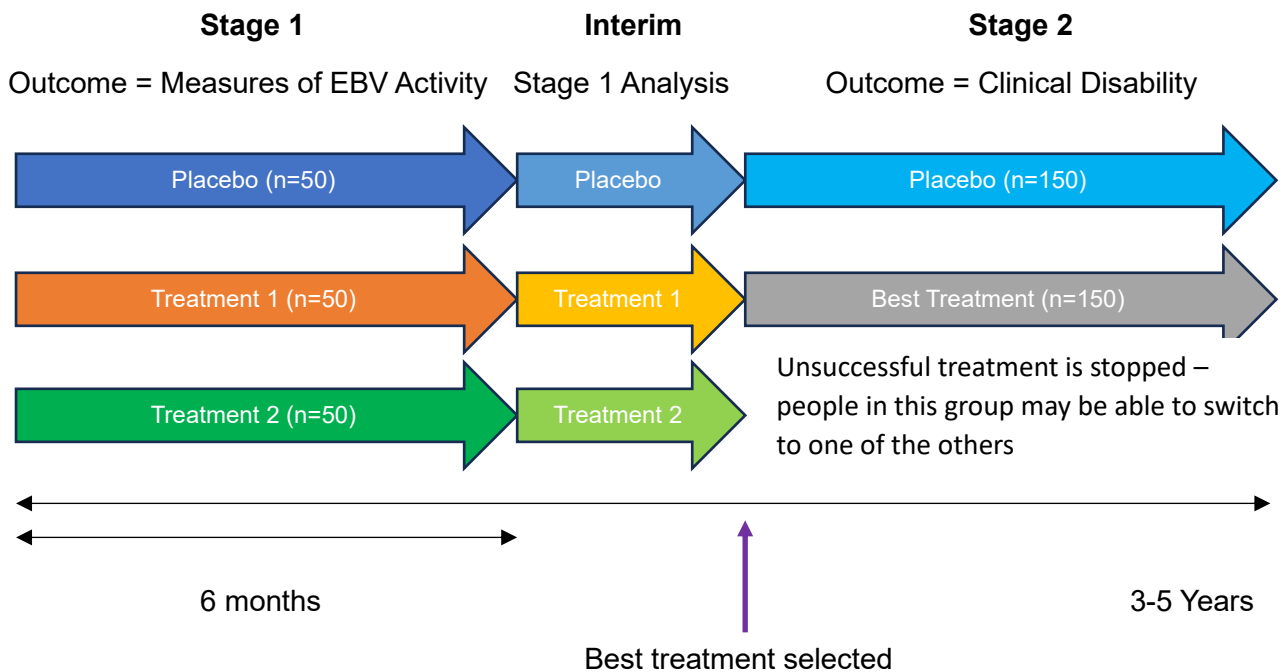 Stage 1
Interim
Stage 2
Outcome = Measures of EBV Activity
Stage 1 Analysis
Outcome = Clinical Disability
Placebo (n=50)
Placebo
Placebo (n=150)
Treatment 1 (n=50)
Treatment 1
Best Treatment (n=150)
Treatment 2 (n=50)
Treatment 2
Unsuccessful treatment is stopped –
people in this group may be able to switch
to one of the others
6 months
3-5 Years
Best treatment selected